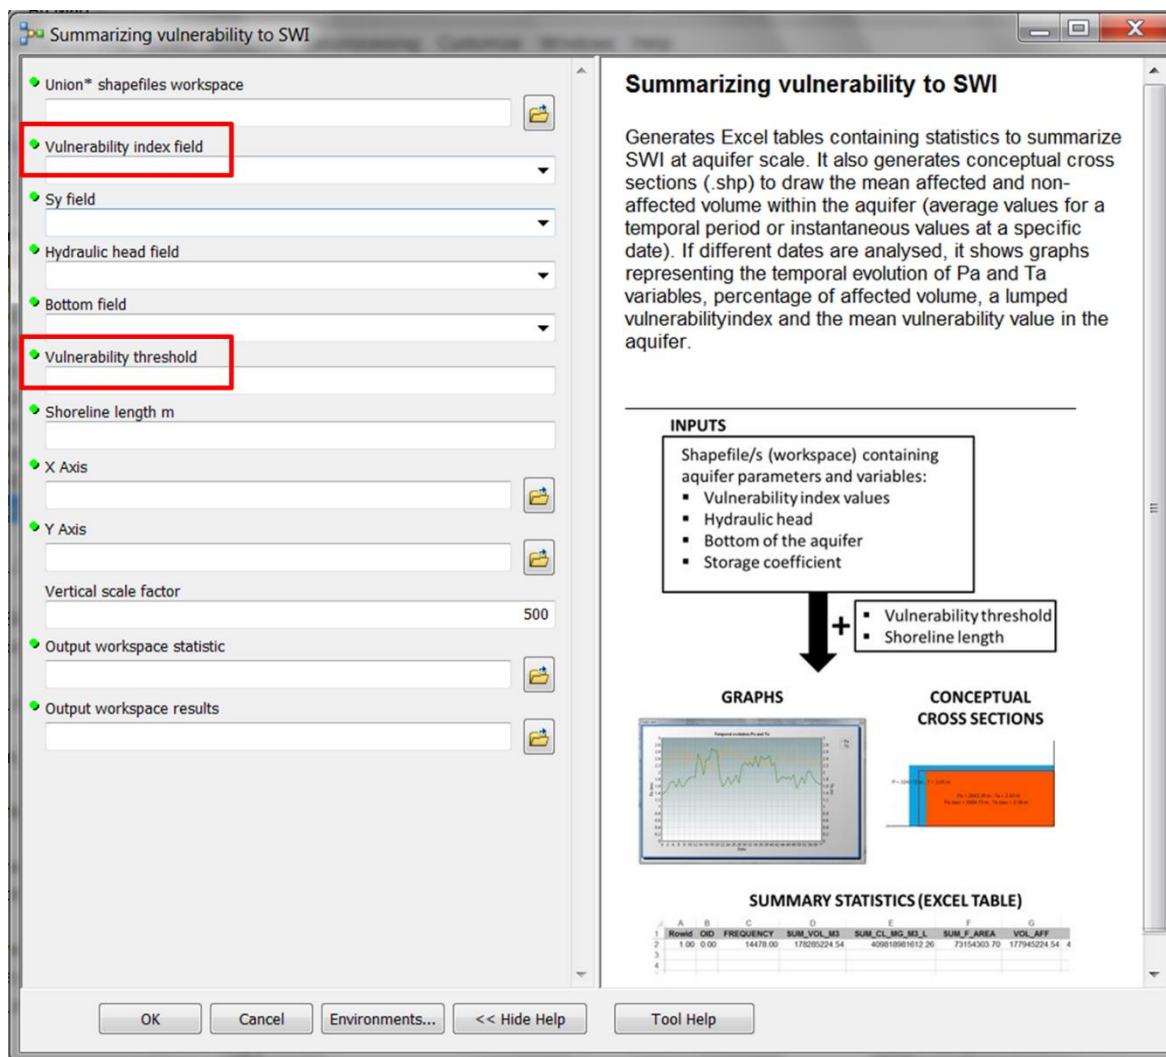 Summarizing vulnerability to SWI
Union* shapefiles workspace
Vulnerability index field
Sy field
Hydraulic head field
Bottom field
Vulnerability threshold
Shoreline length m
X Axis
Y Axis
Vertical scale factor
500
Output workspace statistic
Output workspace results
Summarizing vulnerability to SWI
Generates Excel tables containing statistics to summarize
SWI at aquifer scale. It also generates conceptual cross
sections (.shp) to draw the mean affected and non-
affected volume within the aquifer (average values for a
temporal period or instantaneous values at a specific
date). If different dates are analysed, it shows graphs
representing the temporal evolution of Pa and Ta
variables, percentage of affected volume, a lumped
vulnerabilityindex and the mean vulnerability value in the
aquifer.
INPUTS
Shapefile/s (workspace) containing
aquifer parameters and variables:
▪ Vulnerability index values
▪ Hydraulic head
▪ Bottom of the aquifer
▪ Storage coefficient
+
▪ Vulnerability threshold
▪ Shoreline length
GRAPHS
CONCEPTUAL
CROSS SECTIONS
Temporal evolution Pa and Ta
SUMMARY STATISTICS (EXCEL TABLE)
A B C D E F G
1 Rowid OID FREQUENCY SUM_VOL_M3 SUM_CL_MG_M3_L SUM_F_AREA VOL_AFF
2 1.00 0.00 14478.00 178285224.54 409818981612.26 73154303.70 177945224.54 4
3
4
OK Cancel Environments... << Hide Help Tool Help